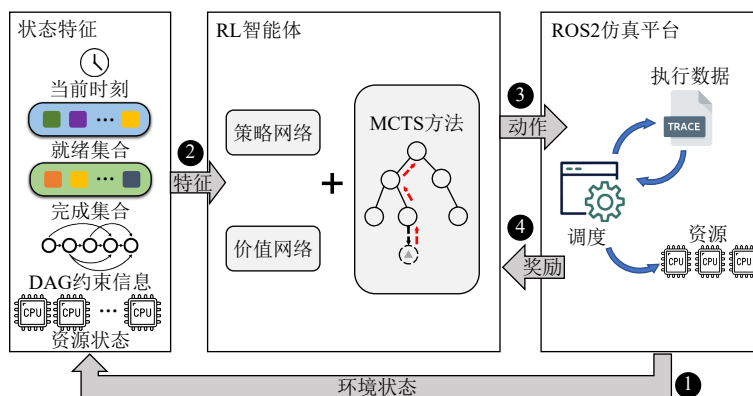 状态特征
当前时刻
就绪集合
完成集合
DAG约束信息
CPU CPU ··· CPU
资源状态
2
特征
RL智能体
策略网络
+
价值网络
MCTS方法
3
动作
4
奖励
ROS2仿真平台
执行数据
TRACE
调度
资源
CPU CPU CPU
环境状态
1